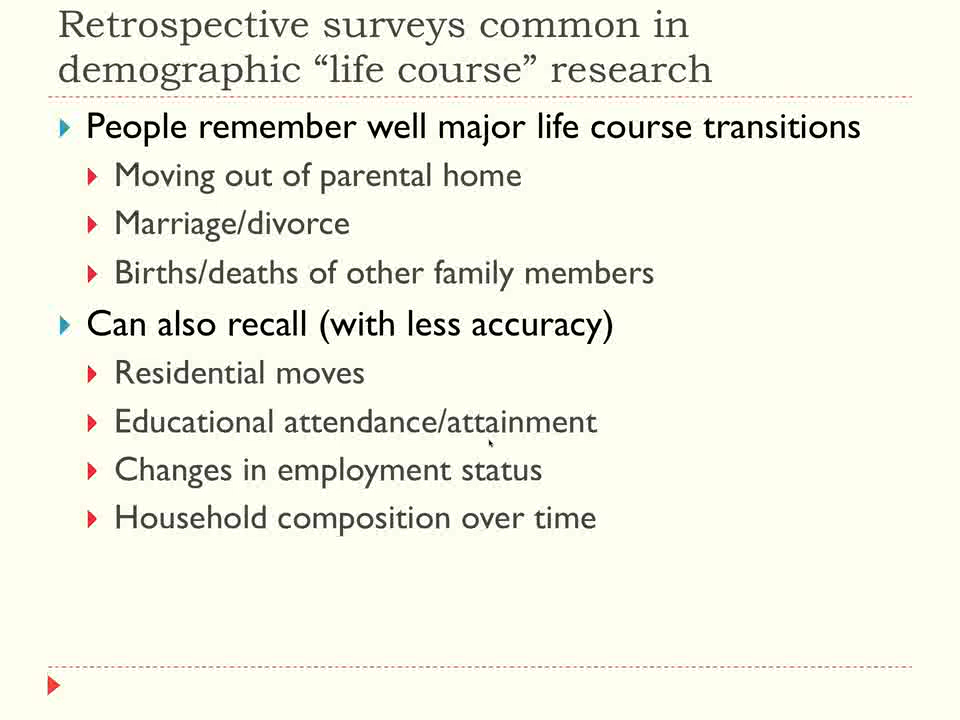 Retrospective surveys common in
demographic “life course” research
People remember well major life course transitions
Moving out of parental home
Marriage/divorce
Births/deaths of other family members
Can also recall (with less accuracy)
Residential moves
Educational attendance/attainment
Changes in employment status
Household composition over time